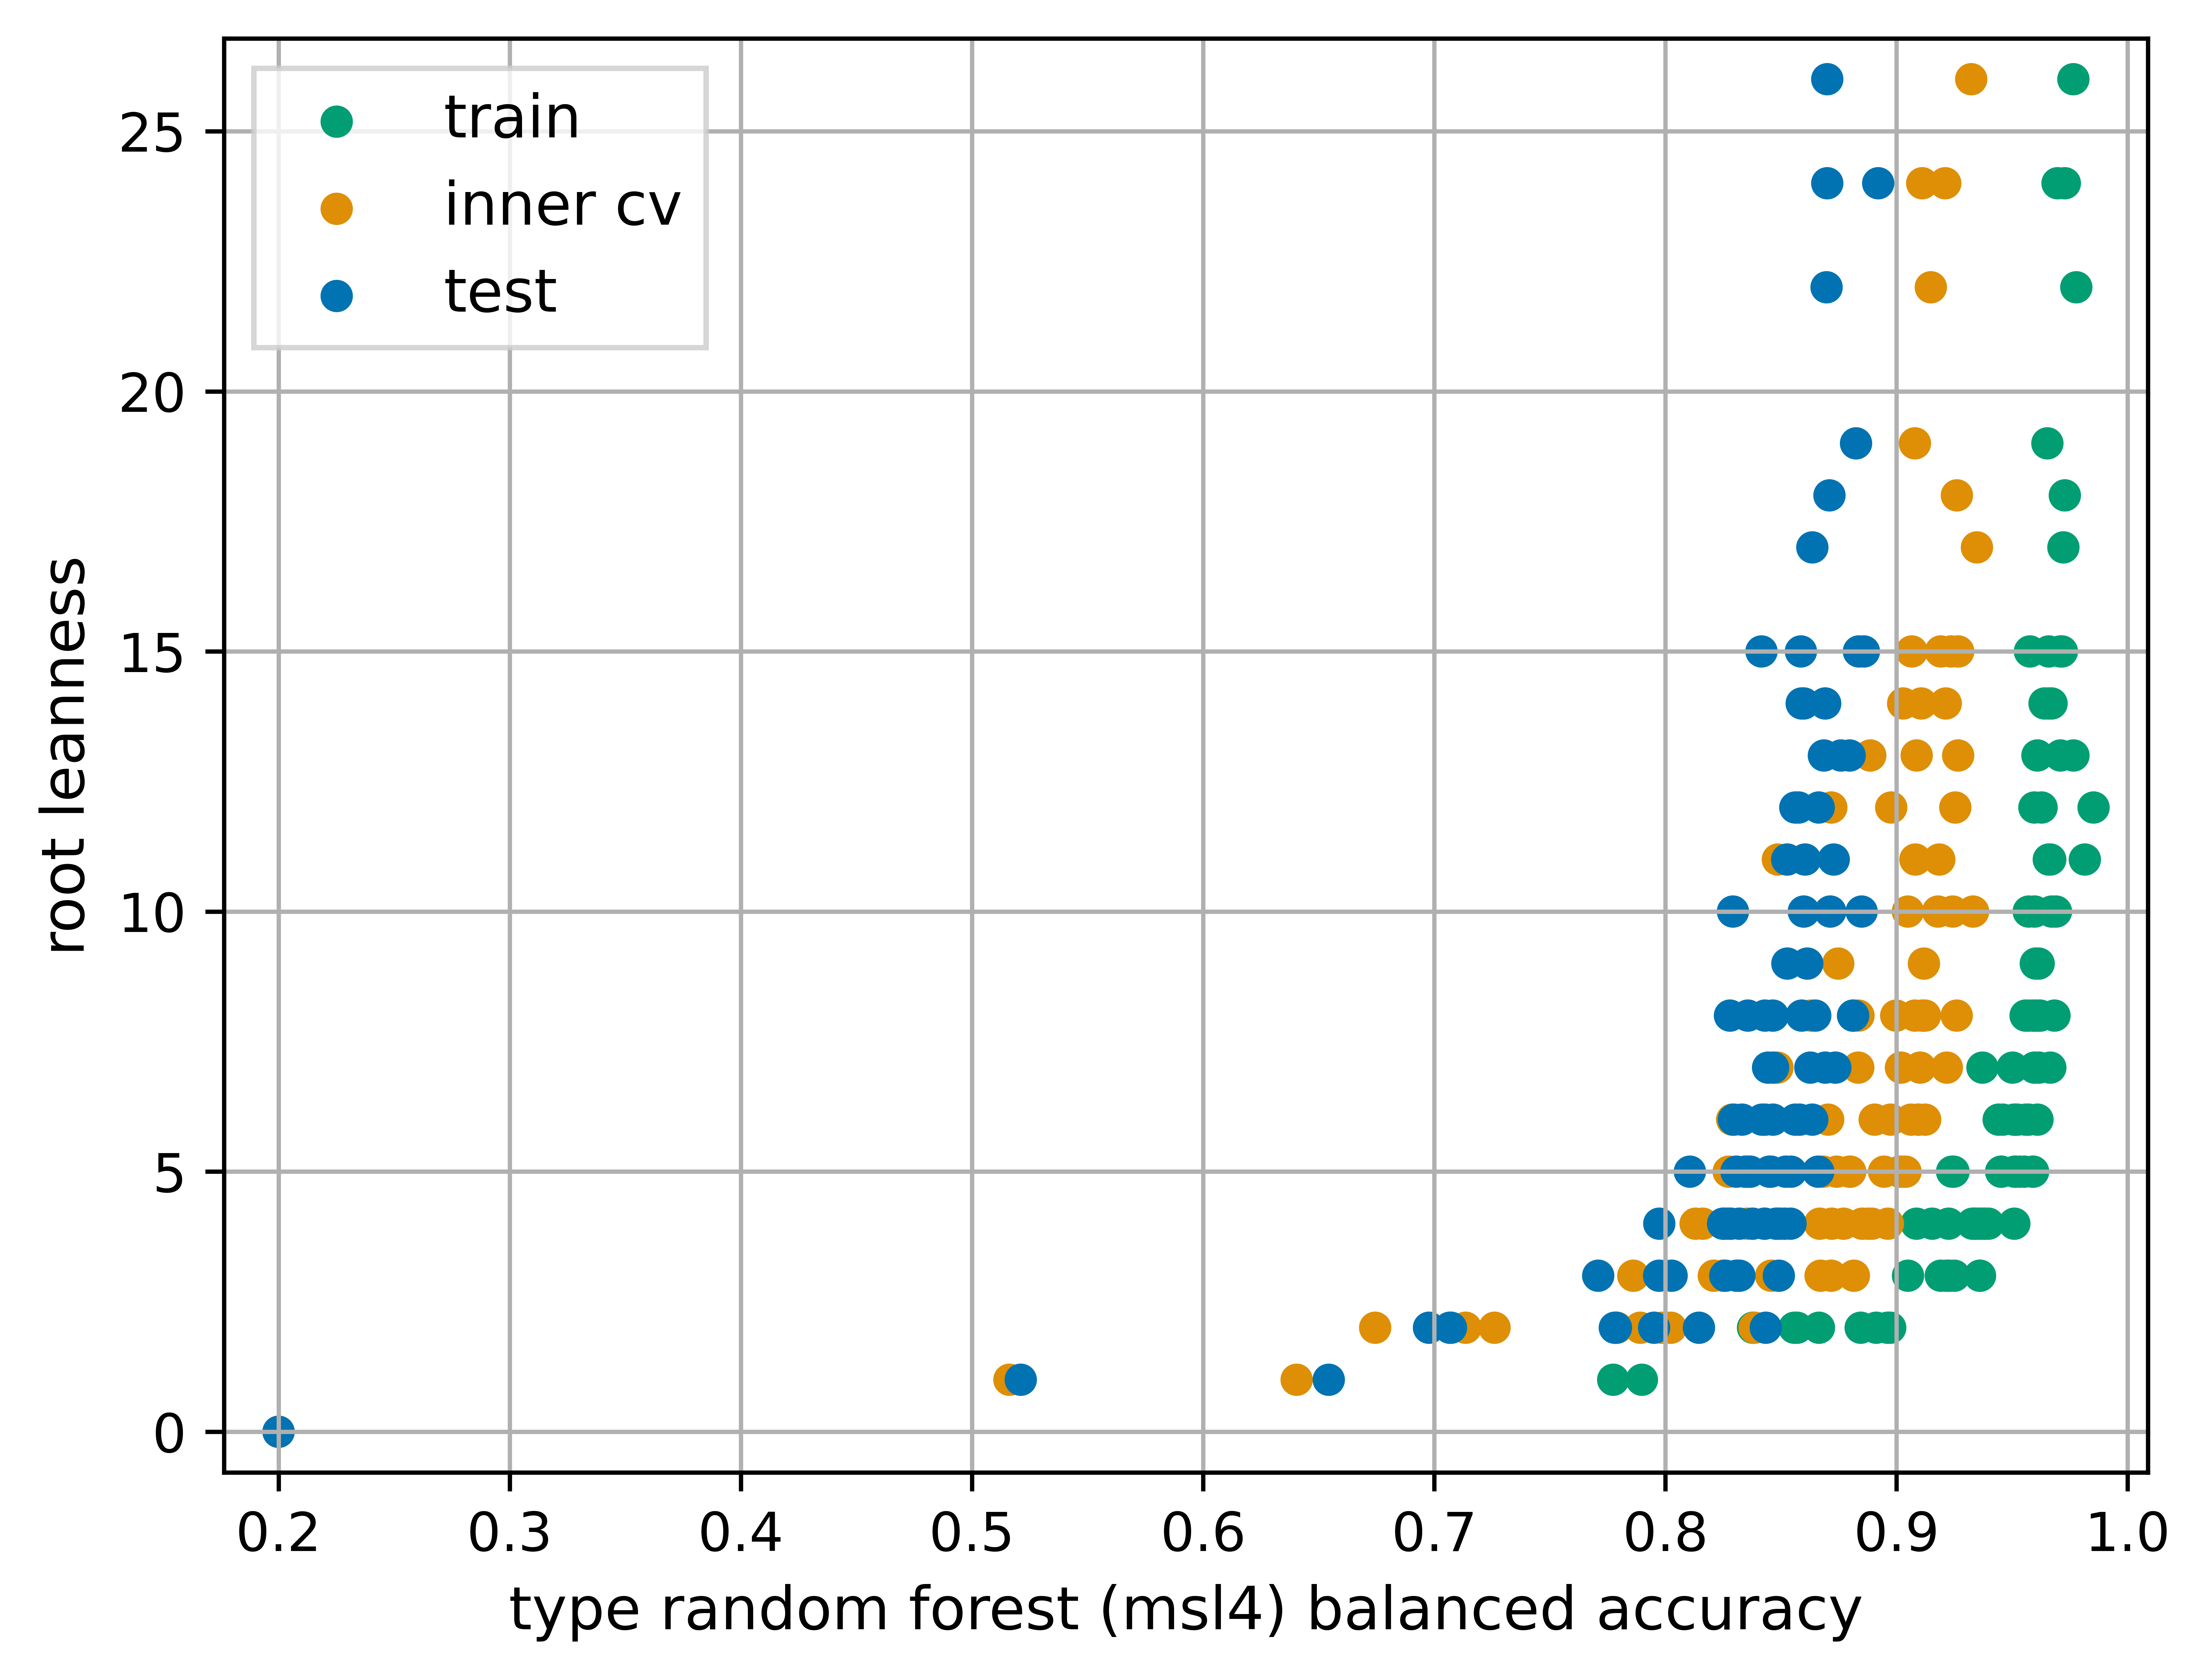 train
inner cv
test
25
20
15
10
5
0
root leanness
0.2 0.3 0.4 0.5 0.6 0.7 0.8 0.9 1.0
type random forest (msl4) balanced accuracy